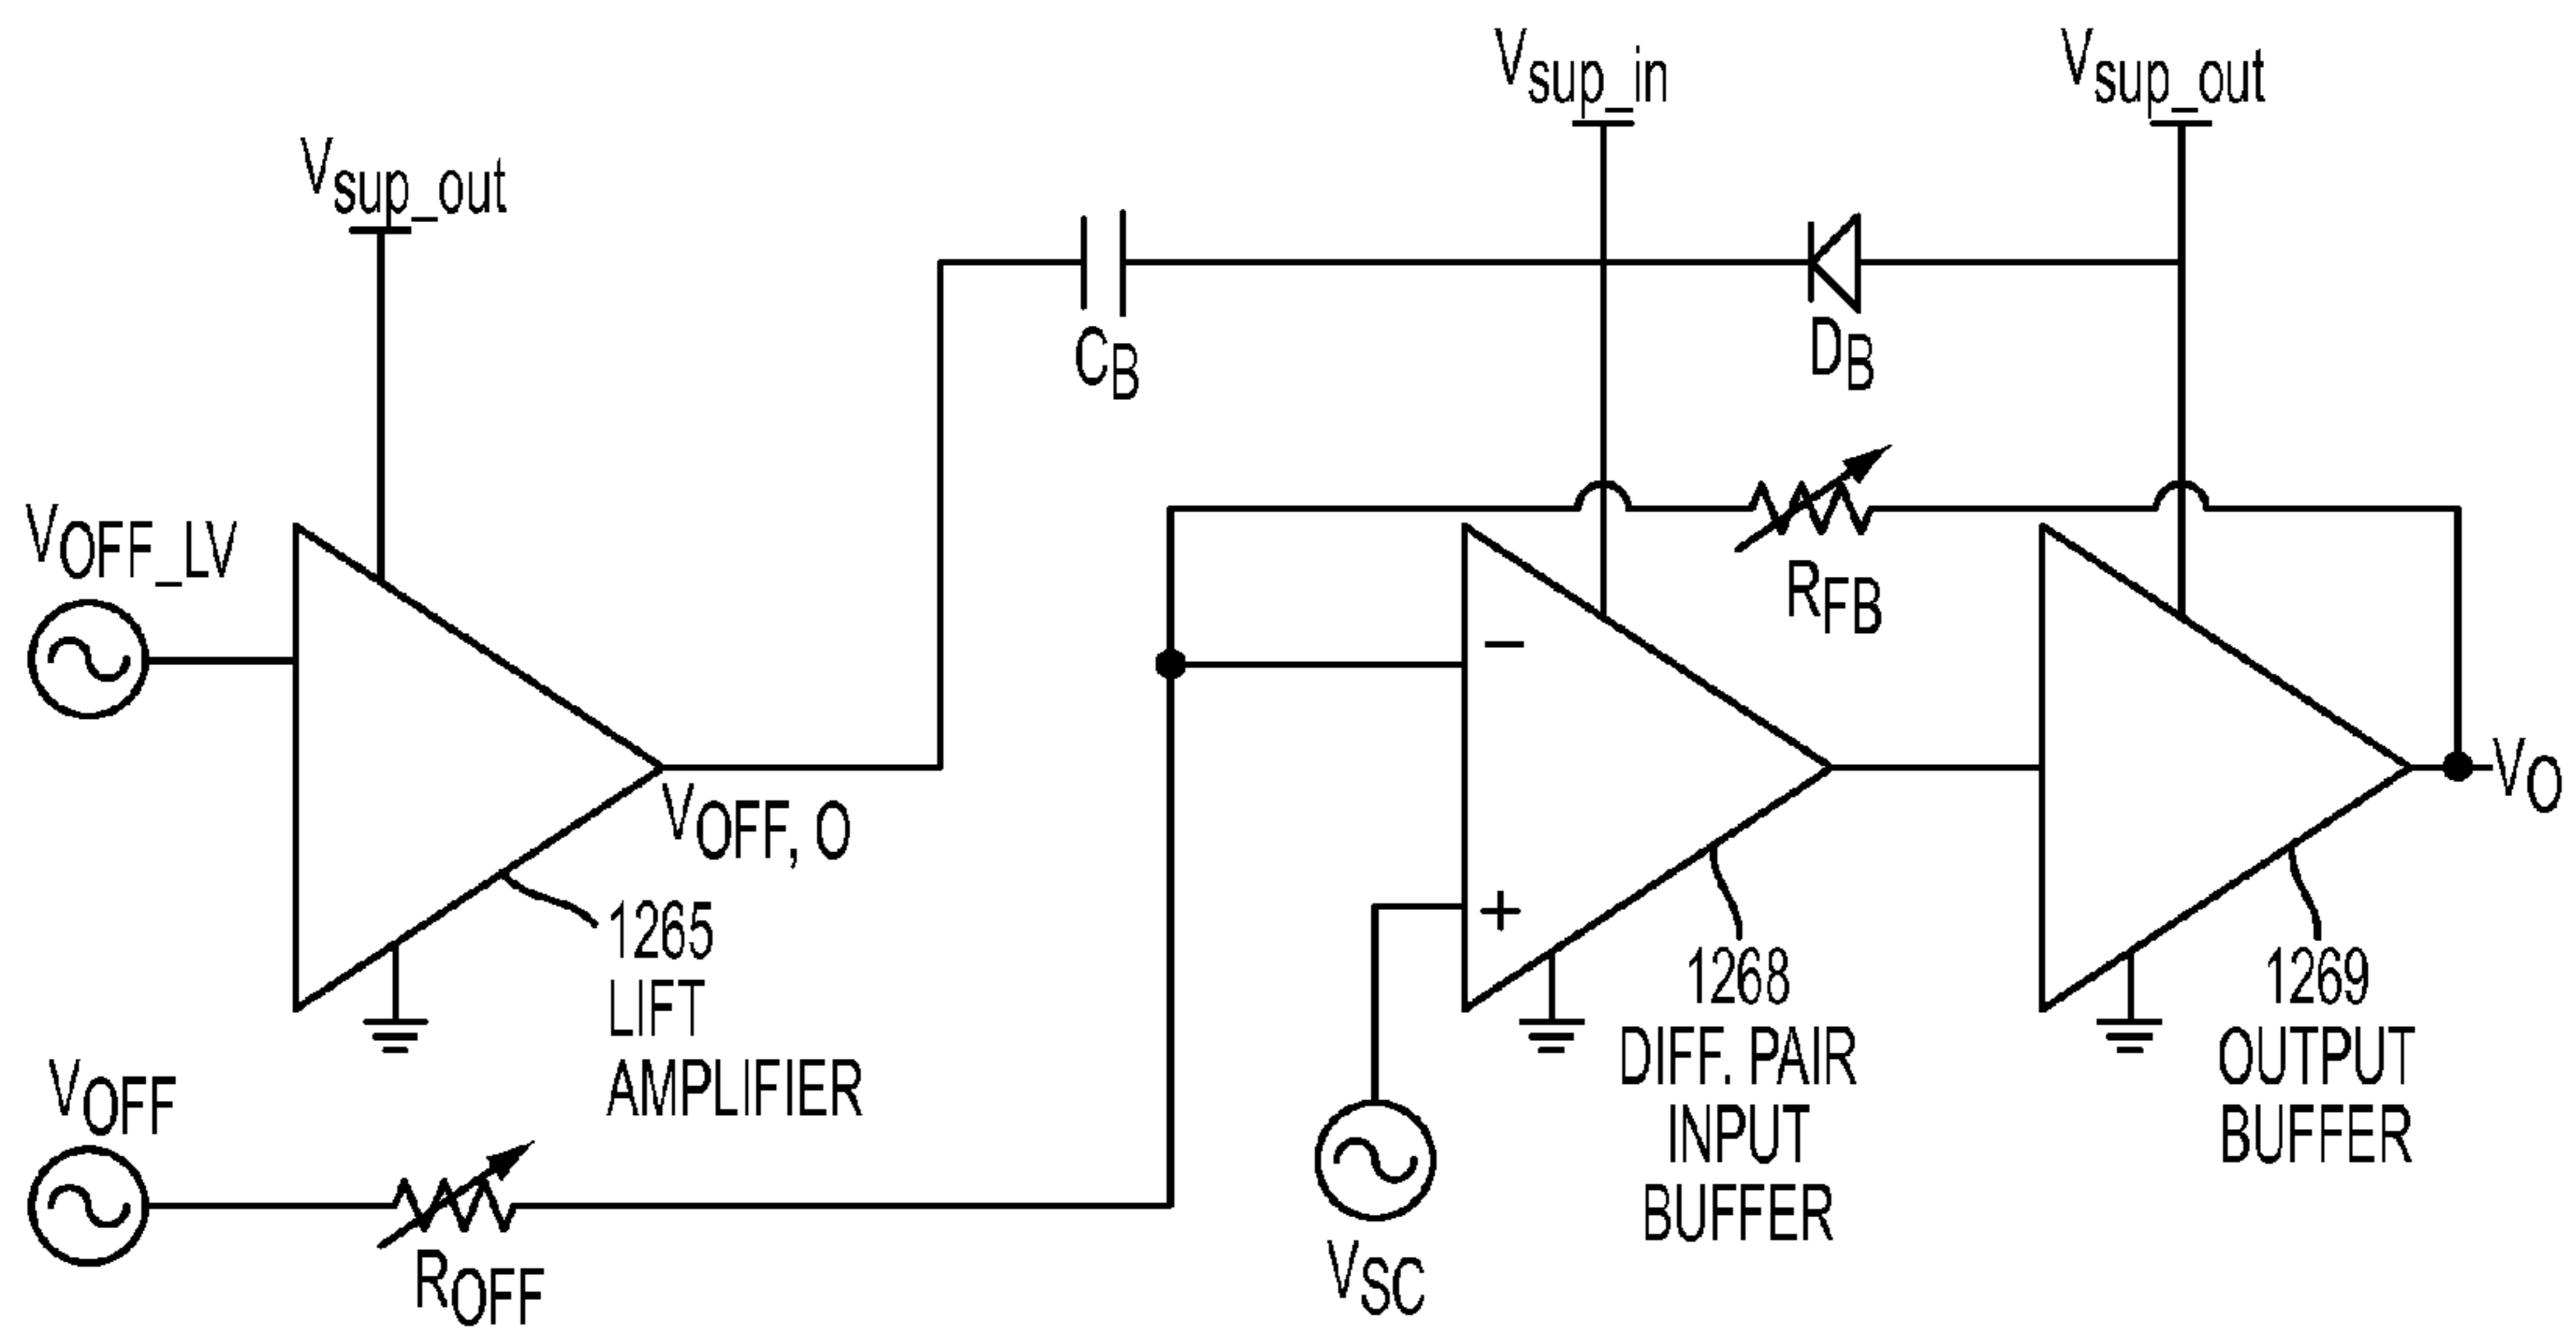 Vsup_in
Vsup_out
Vsup_out
CB
DB
VOFF_LV
RFB
−
VOFF, O
VO
+
1265
LIFT
AMPLIFIER
1268
DIFF. PAIR
INPUT
BUFFER
1269
OUTPUT
BUFFER
VOFF
ROFF
VSC